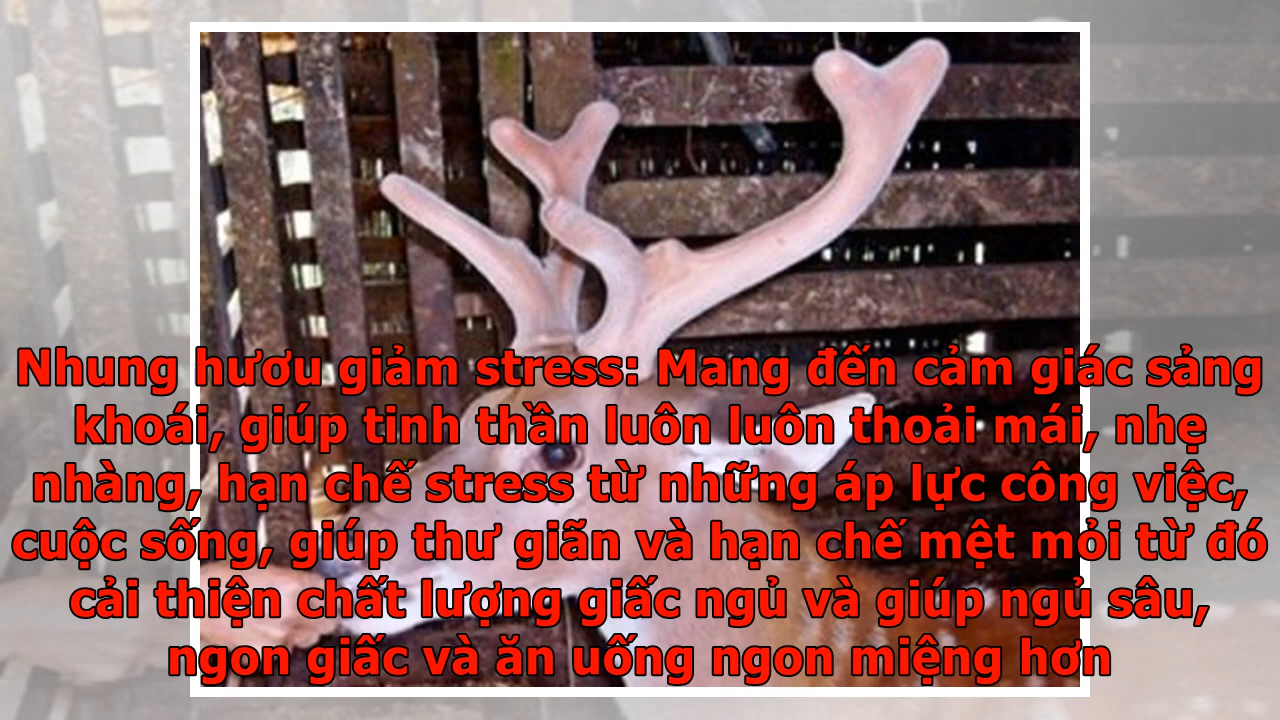 Nhung hươu giảm stress: Mang đến cảm giác sảng
khoái, giúp tinh thần luôn luôn thoải mái, nhẹ
nhàng, hạn chế stress từ những áp lực công việc,
cuộc sống, giúp thư giãn và hạn chế mệt mỏi từ đó
cải thiện chất lượng giấc ngủ và giúp ngủ sâu,
ngon giấc và ăn uống ngon miệng hơn